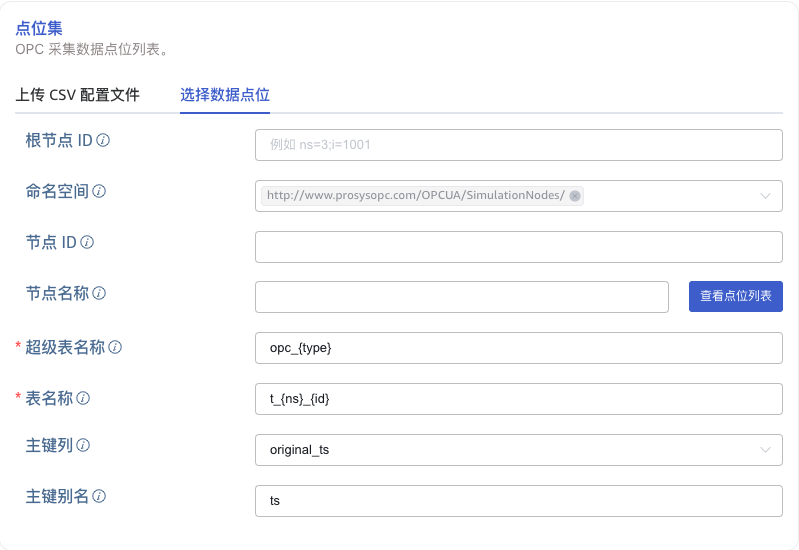 点位集
OPC 采集数据点位列表。
上传 CSV 配置文件 选择数据点位
根节点 ID 例如 ns=3;i=1001
命名空间 http://www.prosysopc.com/OPCUA/SimulationNodes/
节点 ID
节点名称 查看点位列表
* 超级表名称 opc_{type}
* 表名称 t_{ns}_{id}
主键列 original_ts
主键别名 ts